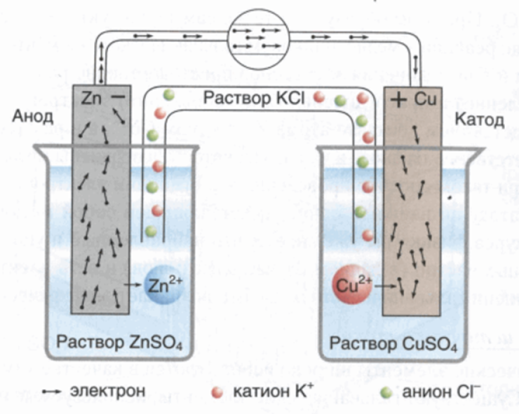 Zn −
Раствор KCl
+ Cu
Анод
Катод
Zn²⁺
Cu²⁺
Раствор ZnSO₄
Раствор CuSO₄
электрон
катион K⁺
анион Cl⁻